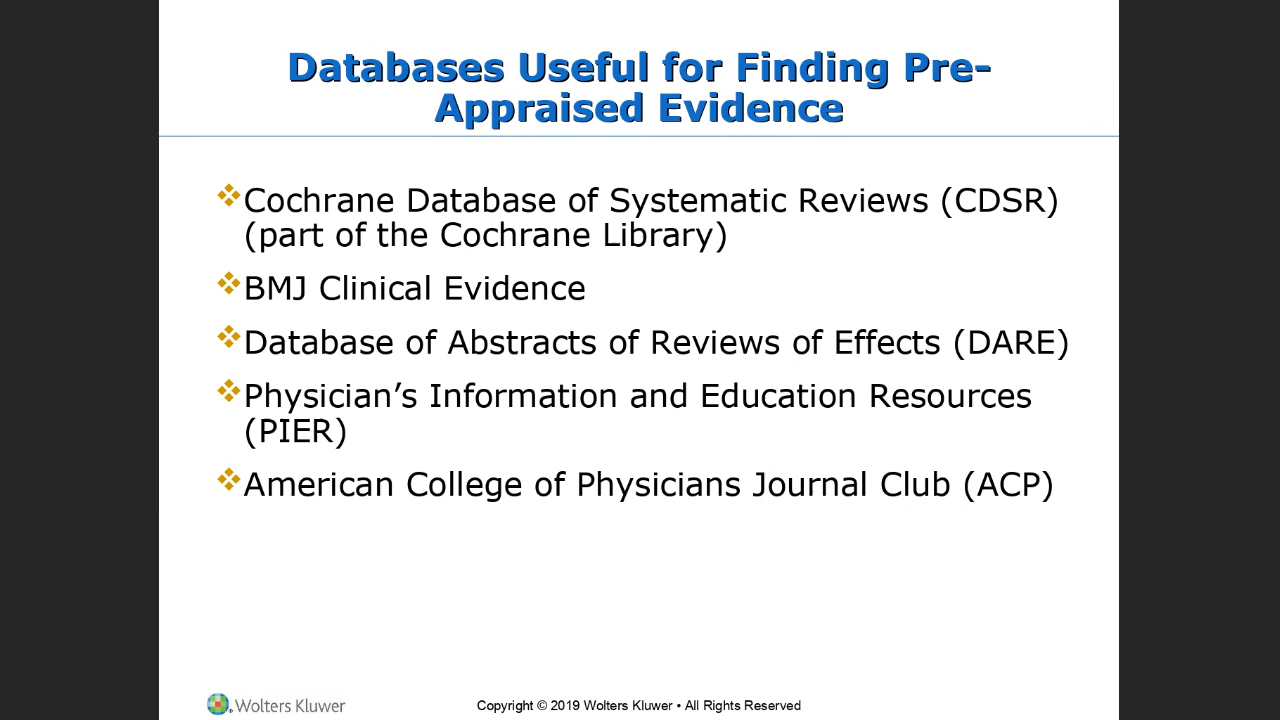 Databases Useful for Finding Pre-
Appraised Evidence
❖Cochrane Database of Systematic Reviews (CDSR)
(part of the Cochrane Library)
❖BMJ Clinical Evidence
❖Database of Abstracts of Reviews of Effects (DARE)
❖Physician’s Information and Education Resources
(PIER)
❖American College of Physicians Journal Club (ACP)
Wolters Kluwer
Copyright © 2019 Wolters Kluwer • All Rights Reserved